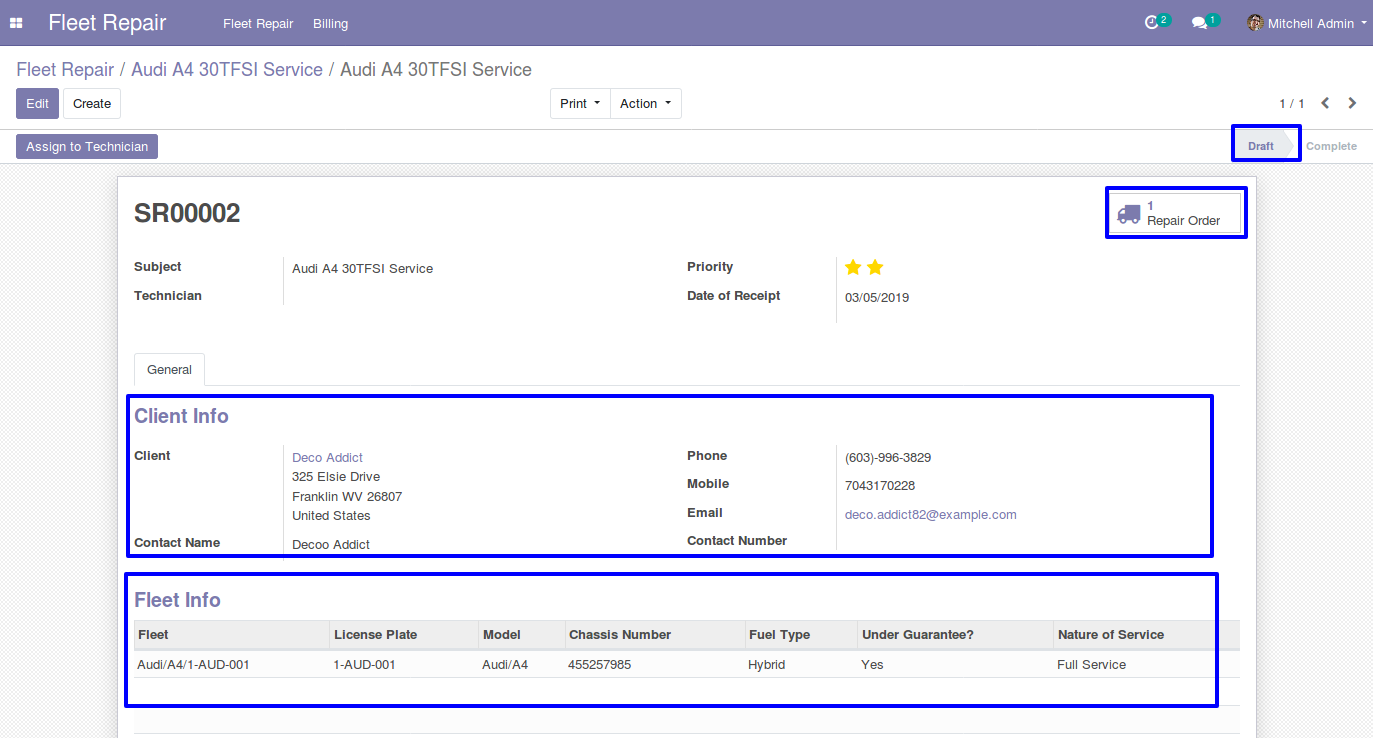 Fleet Repair Fleet Repair Billing 2 1 Mitchell Admin
Fleet Repair / Audi A4 30TFSI Service / Audi A4 30TFSI Service
Edit Create Print Action 1 / 1
Assign to Technician Draft Complete
SR00002
1
Repair Order
Subject Audi A4 30TFSI Service Priority
Technician Date of Receipt 03/05/2019
General
Client Info
Client Deco Addict Phone (603)-996-3829
325 Elsie Drive
Franklin WV 26807 Mobile 7043170228
United States Email deco.addict82@example.com
Contact Name Decoo Addict Contact Number
Fleet Info
Fleet License Plate Model Chassis Number Fuel Type Under Guarantee? Nature of Service
Audi/A4/1-AUD-001 1-AUD-001 Audi/A4 455257985 Hybrid Yes Full Service